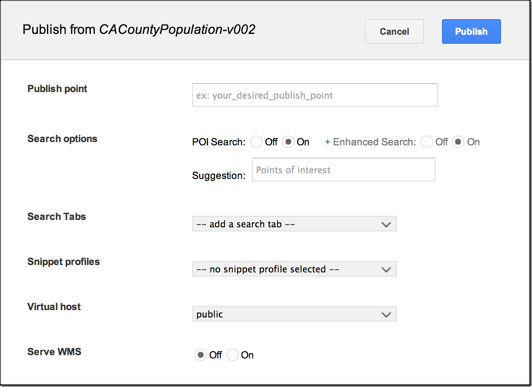 Publish from CACountyPopulation-v002
Cancel
Publish
Publish point
ex: your_desired_publish_point
Search options
POI Search: Off On + Enhanced Search: Off On
Suggestion: Points of interest
Search Tabs
-- add a search tab --
Snippet profiles
-- no snippet profile selected --
Virtual host
public
Serve WMS
Off On